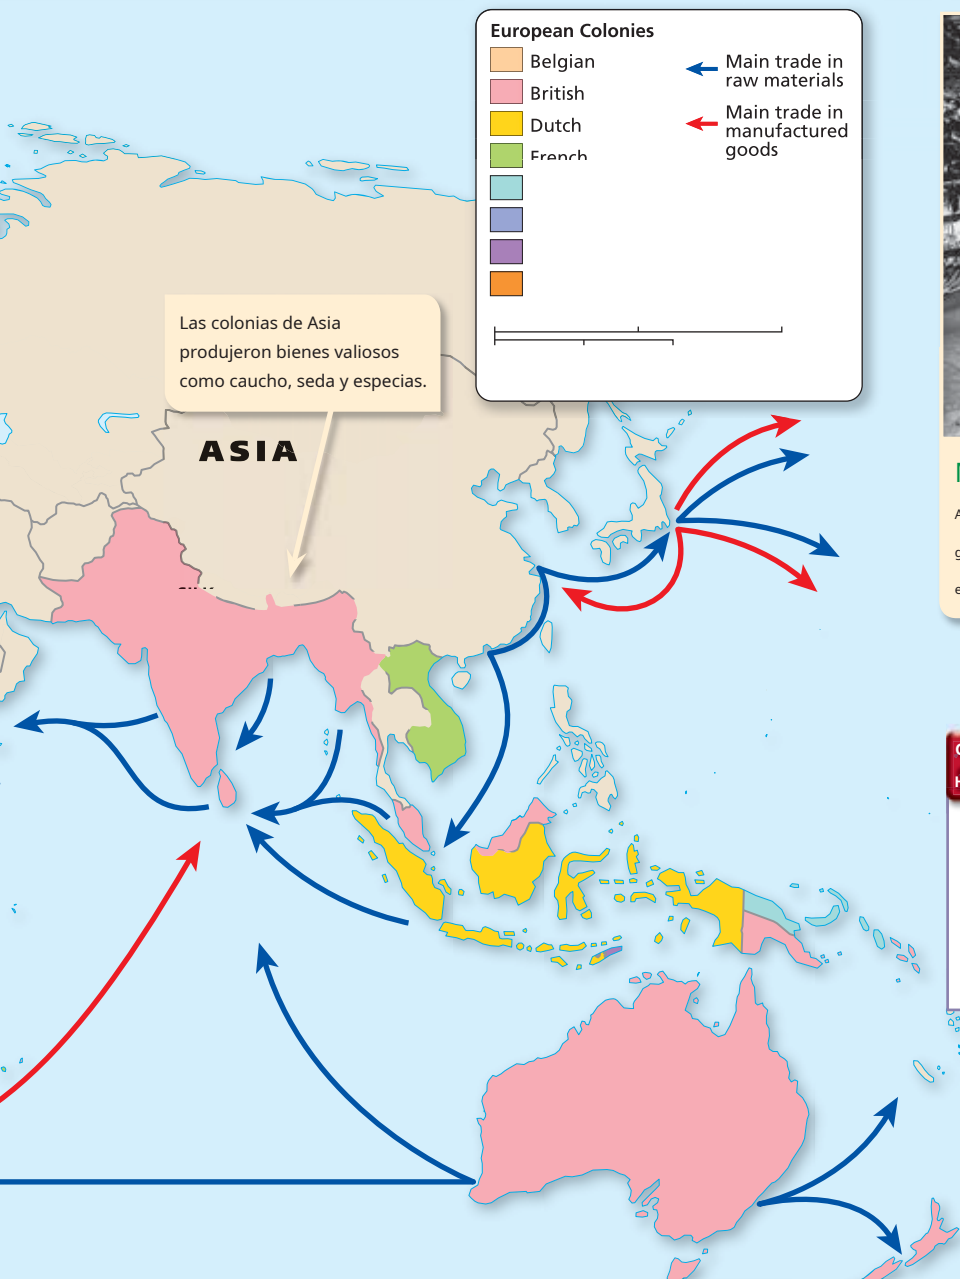 European Colonies
Belgian
British
Dutch
French
Main trade in
raw materials
Main trade in
manufactured
goods
Las colonias de Asia
produjeron bienes valiosos
como caucho, seda y especias.
ASIA